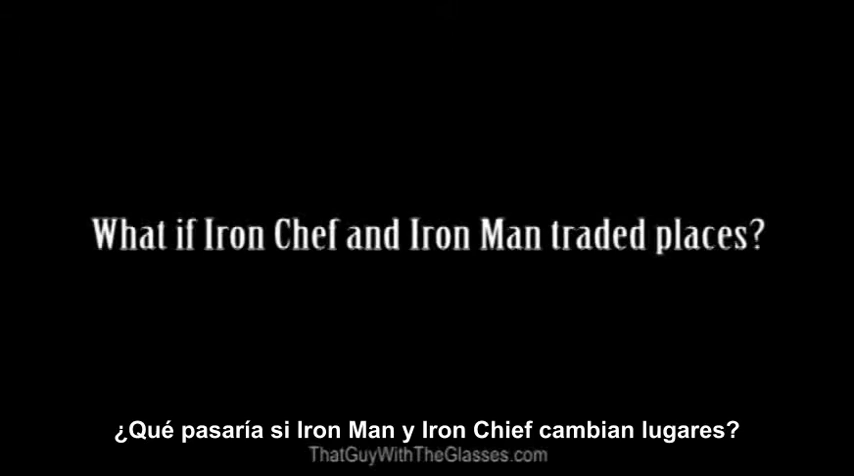 What if Iron Chef and Iron Man traded places?
¿Qué pasaría si Iron Man y Iron Chief cambian lugares?
ThatGuyWithTheGlasses.com